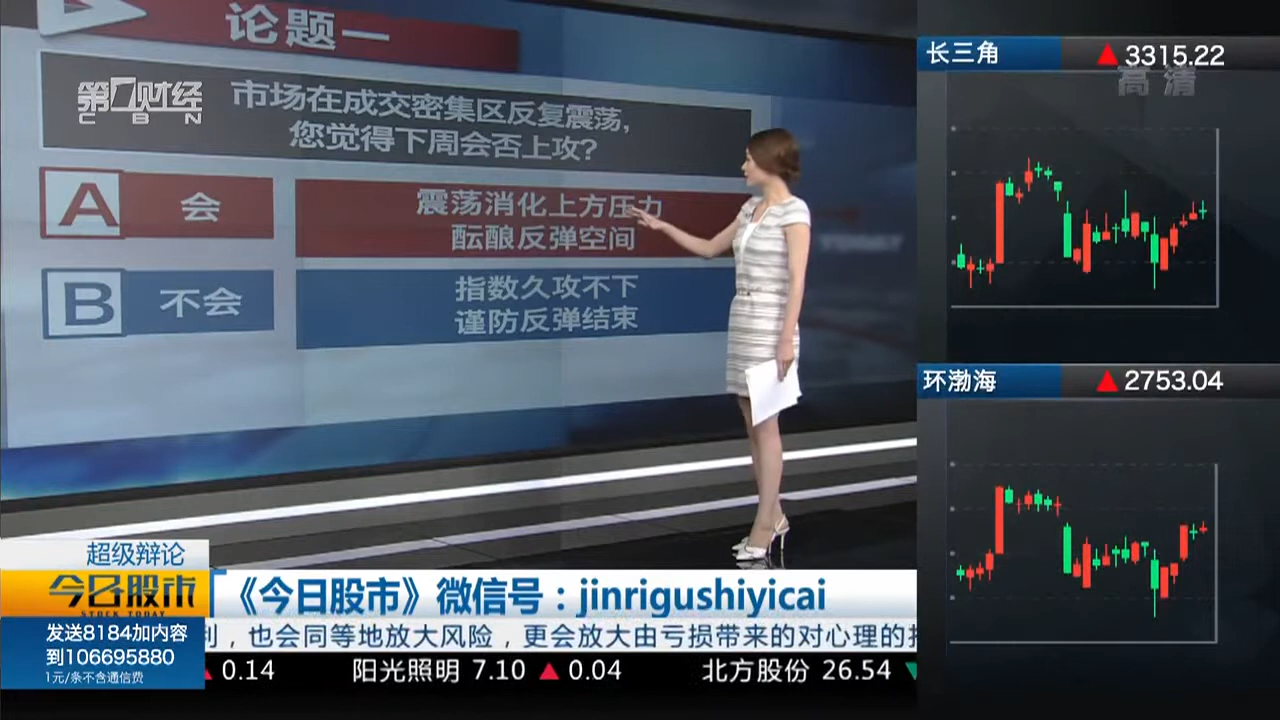 论题一
第一财经
CBN
市场在成交密集区反复震荡,
您觉得下周会否上攻?
A 会
震荡消化上方压力
酝酿反弹空间
B 不会
指数久攻不下
谨防反弹结束
长三角 ▲ 3315.22
高清
环渤海 ▲ 2753.04
超级辩论
今日股市
STOCK TODAY
《今日股市》微信号：jinrigushiyicai
发送8184加内容
到106695880
1元/条不含通信费
，也会同等地放大风险，更会放大由亏损带来的对心理的
▲ 0.14 阳光照明 7.10 ▲ 0.04 北方股份 26.54 ▼